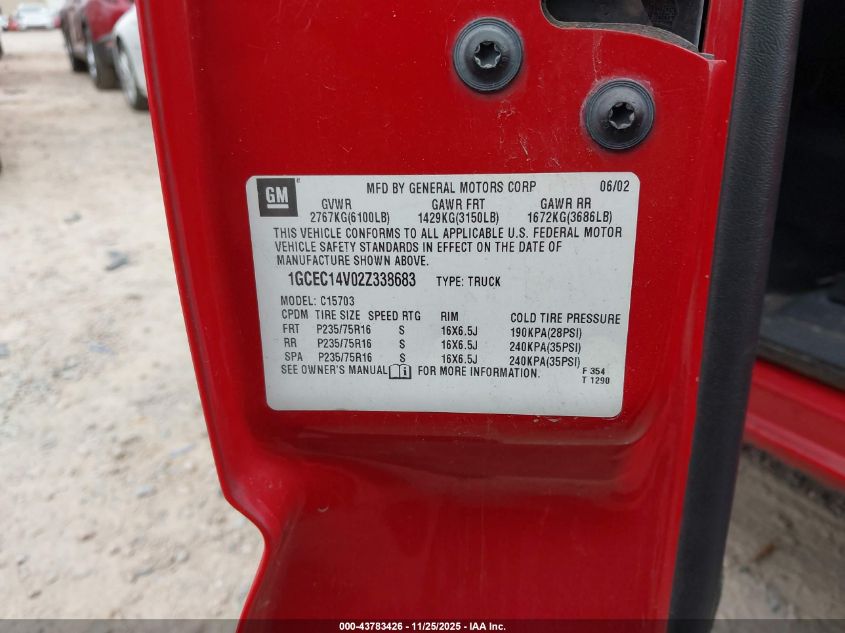 GM MFD BY GENERAL MOTORS CORP 06/02
GVWR GAWR FRT GAWR RR
2767KG(6100LB) 1429KG(3150LB) 1672KG(3686LB)
THIS VEHICLE CONFORMS TO ALL APPLICABLE U.S. FEDERAL MOTOR
VEHICLE SAFETY STANDARDS IN EFFECT ON THE DATE OF
MANUFACTURE SHOWN ABOVE.
1GCEC14V02Z338683 TYPE: TRUCK
MODEL: C15703
CPDM TIRE SIZE SPEED RTG RIM COLD TIRE PRESSURE
FRT P235/75R16 S 16X6.5J 190KPA(28PSI)
RR P235/75R16 S 16X6.5J 240KPA(35PSI)
SPA P235/75R16 S 16X6.5J 240KPA(35PSI)
SEE OWNER'S MANUAL FOR MORE INFORMATION. F 354
T 1290
000-43783426 - 11/25/2025 - IAA Inc.